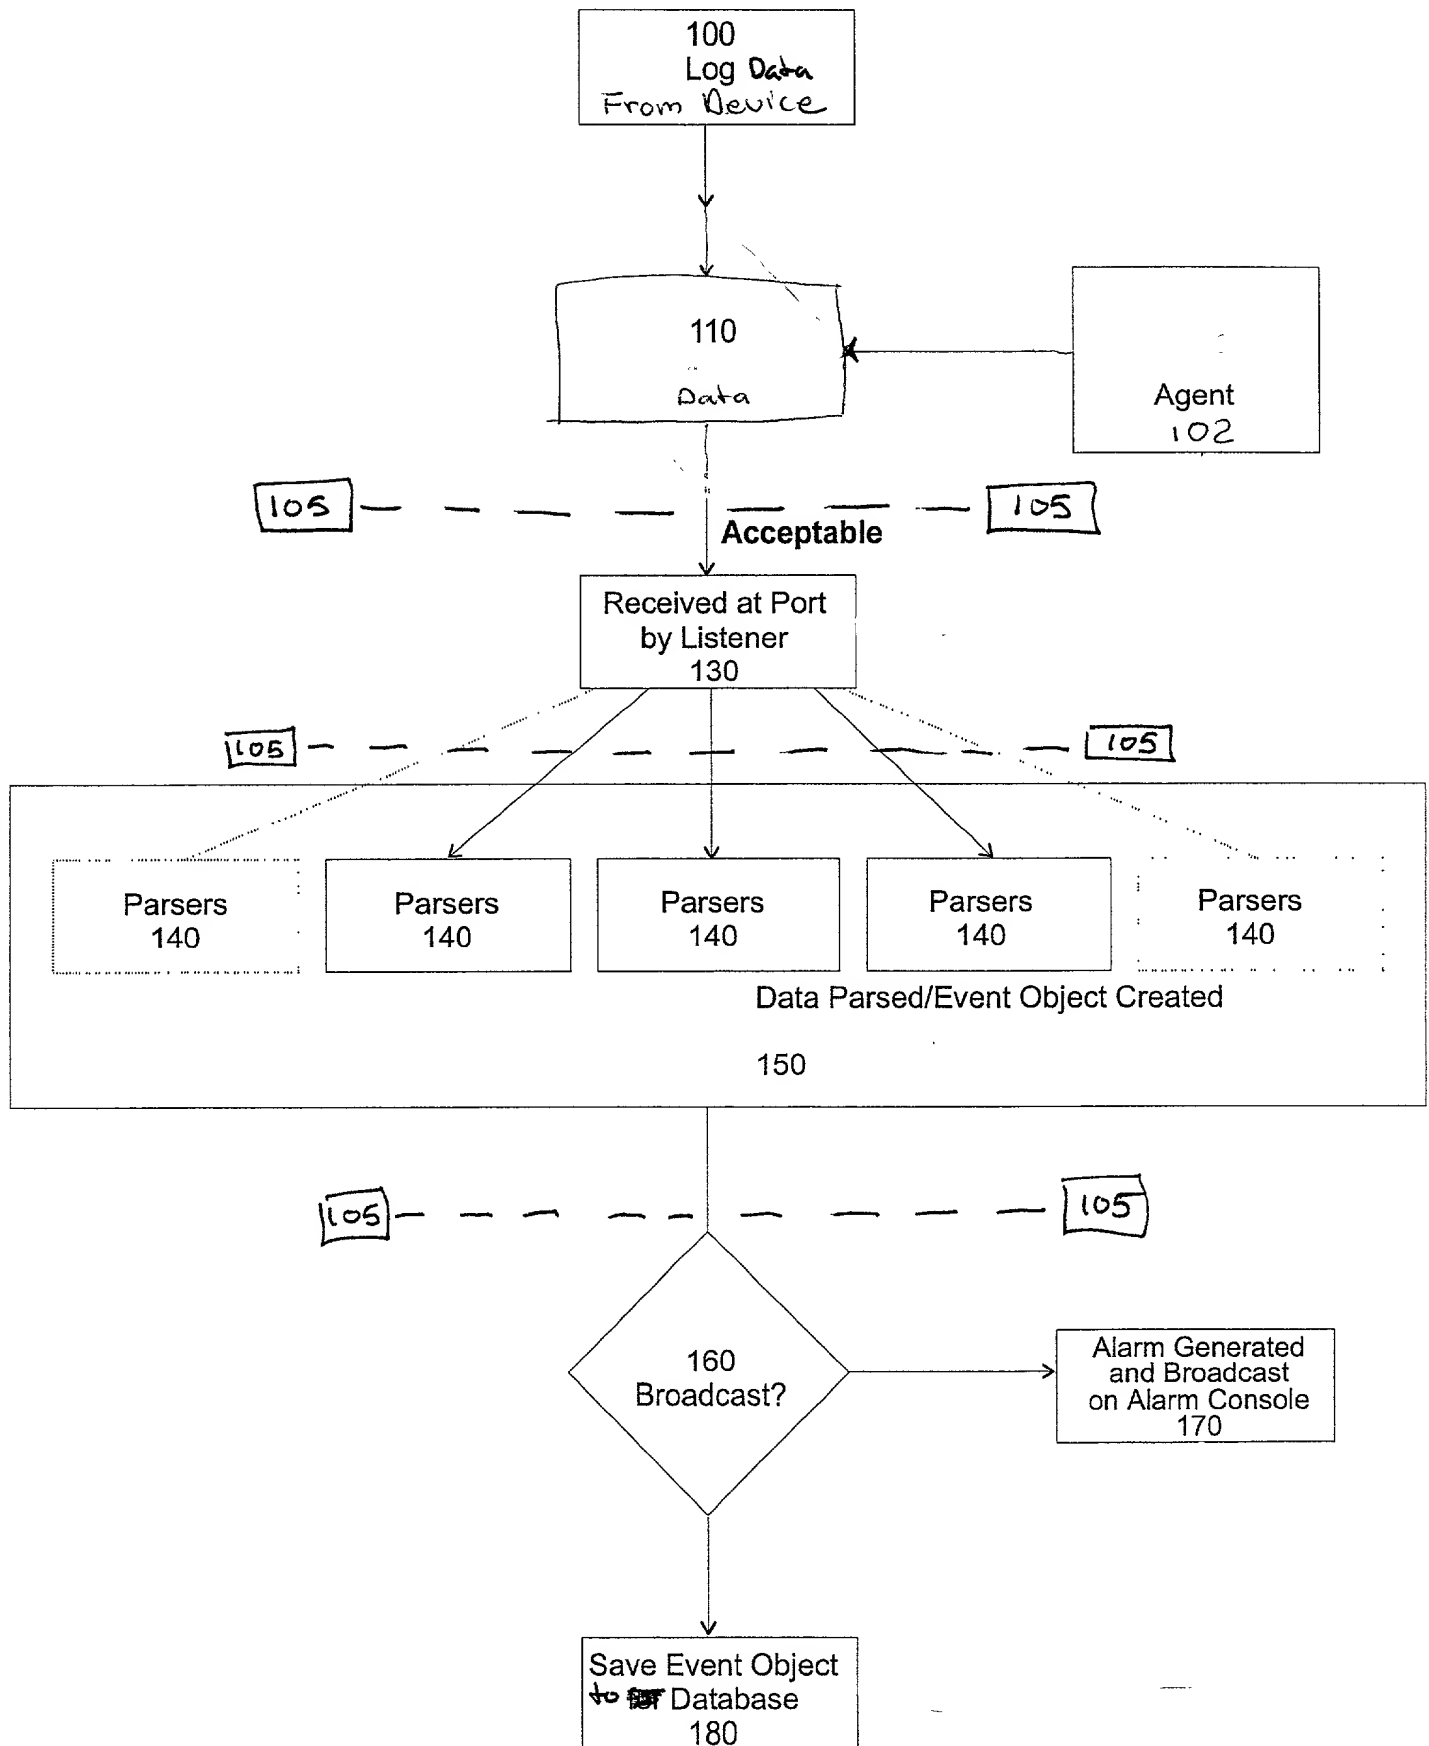 100
Log Data
From Device
110
Data
Agent
102
105
105
Acceptable
Received at Port
by Listener
130
105
105
Parsers
140
Parsers
140
Parsers
140
Parsers
140
Parsers
140
Data Parsed/Event Object Created
150
105
105
160
Broadcast?
Alarm Generated
and Broadcast
on Alarm Console
170
Save Event Object
to Database
180